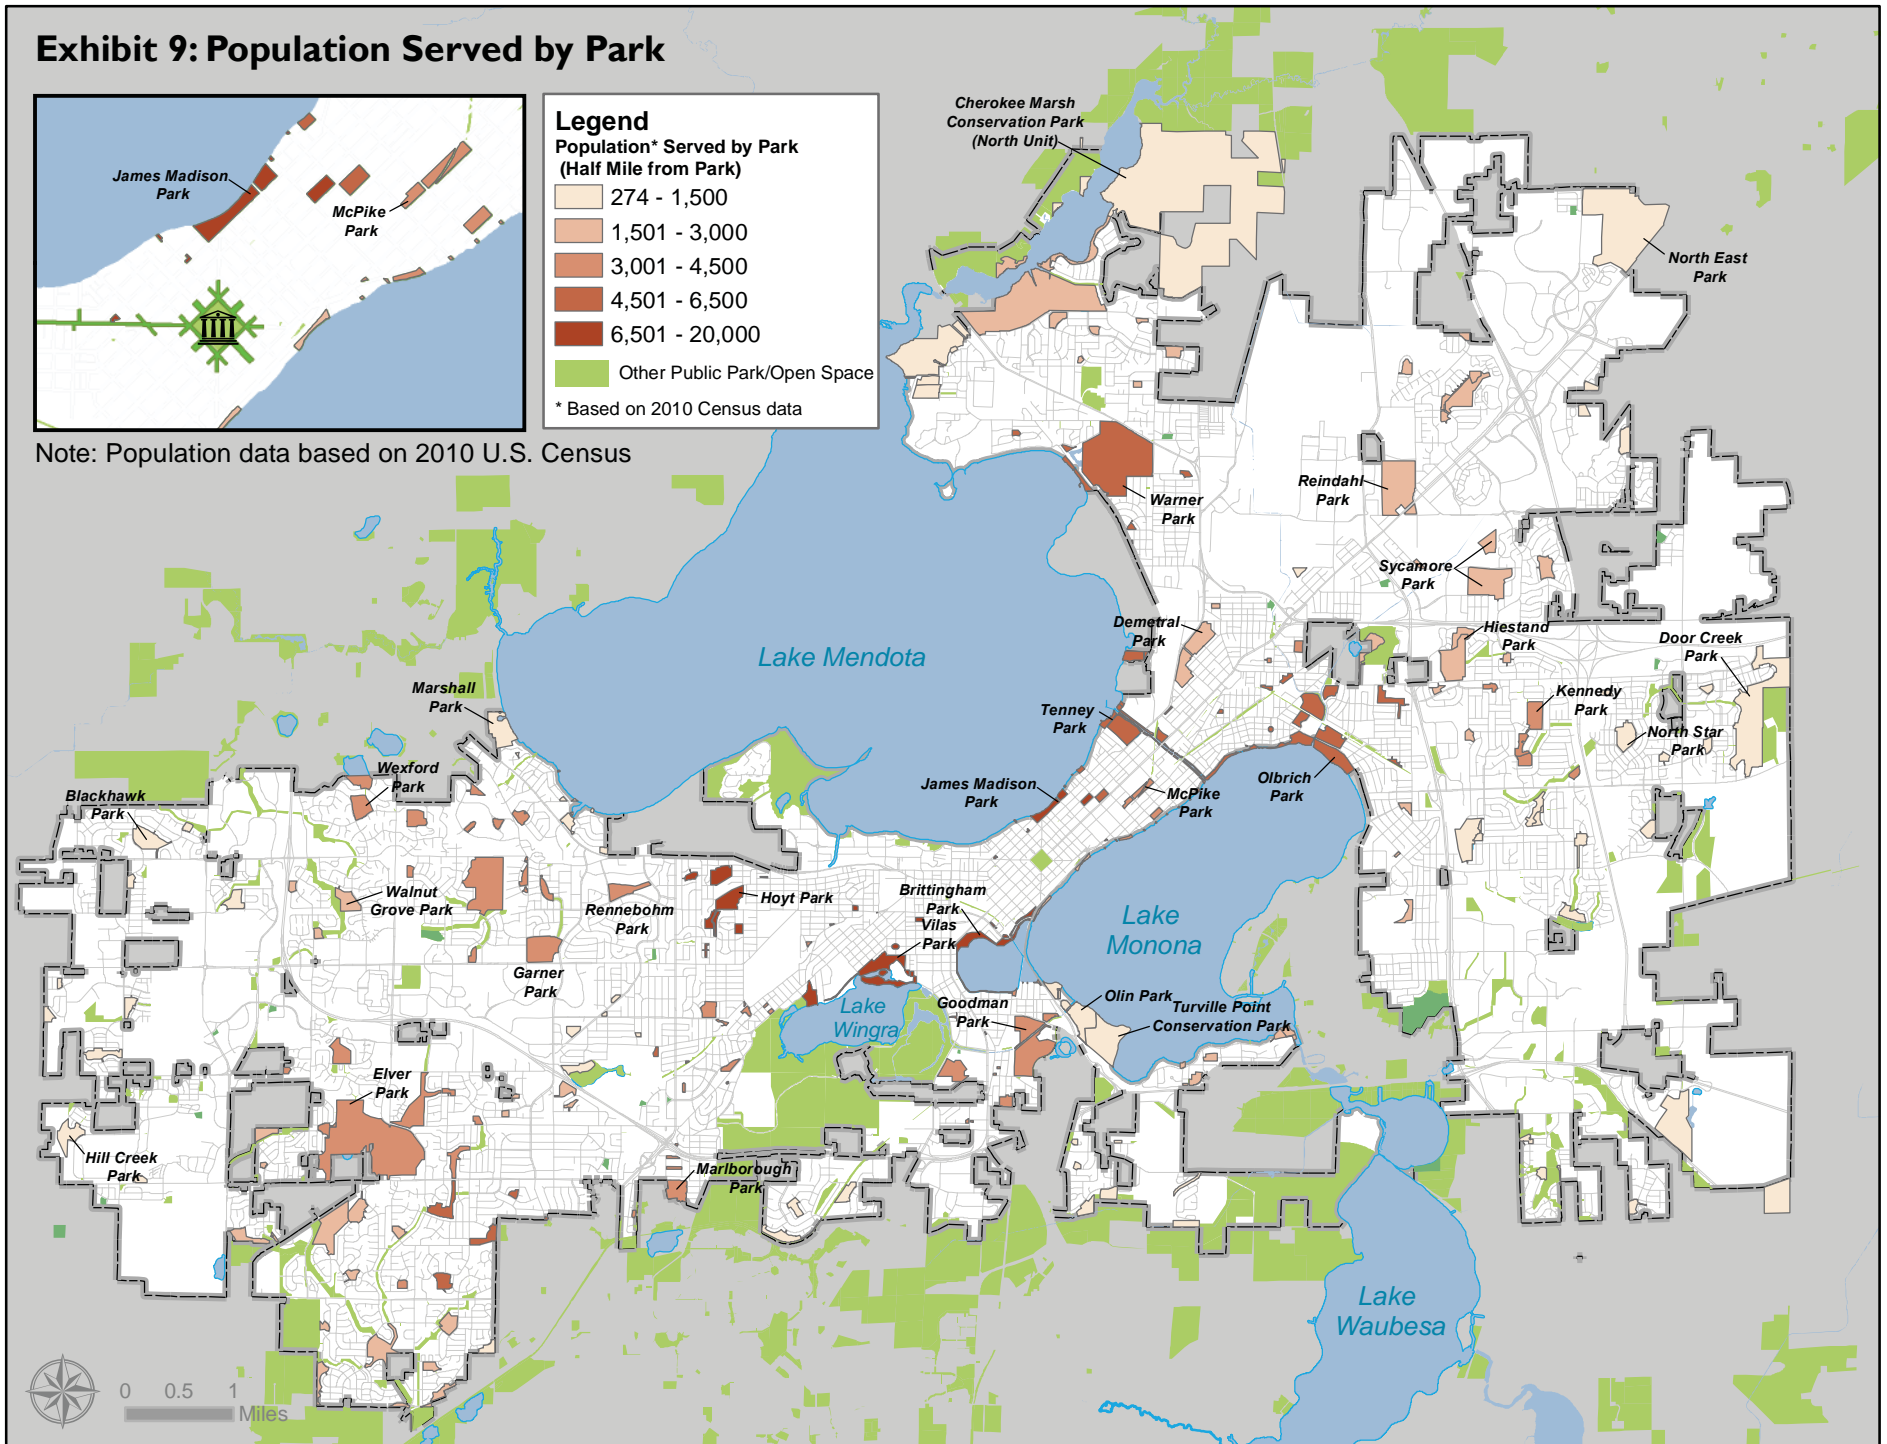 Exhibit 9: Population Served by Park
James Madison
Park
McPike
Park
Legend
Population* Served by Park
(Half Mile from Park)
274 - 1,500
1,501 - 3,000
3,001 - 4,500
4,501 - 6,500
6,501 - 20,000
Other Public Park/Open Space
* Based on 2010 Census data
Note: Population data based on 2010 U.S. Census
Cherokee Marsh
Conservation Park
(North Unit)
North East
Park
Warner
Park
Reindahl
Park
Sycamore
Park
Demetral
Park
Hiestand
Park
Door Creek
Park
Lake Mendota
Marshall
Park
Tenney
Park
Kennedy
Park
North Star
Park
Wexford
Park
Blackhawk
Park
James Madison
Park
McPike
Park
Olbrich
Park
Walnut
Grove Park
Rennebohm
Park
Hoyt Park
Brittingham
Park
Vilas
Park
Lake
Monona
Garner
Park
Lake
Wingra
Goodman
Park
Olin Park
Turville Point
Conservation Park
Elver
Park
Hill Creek
Park
Marlborough
Park
Lake
Waubesa
0 0.5 1
Miles